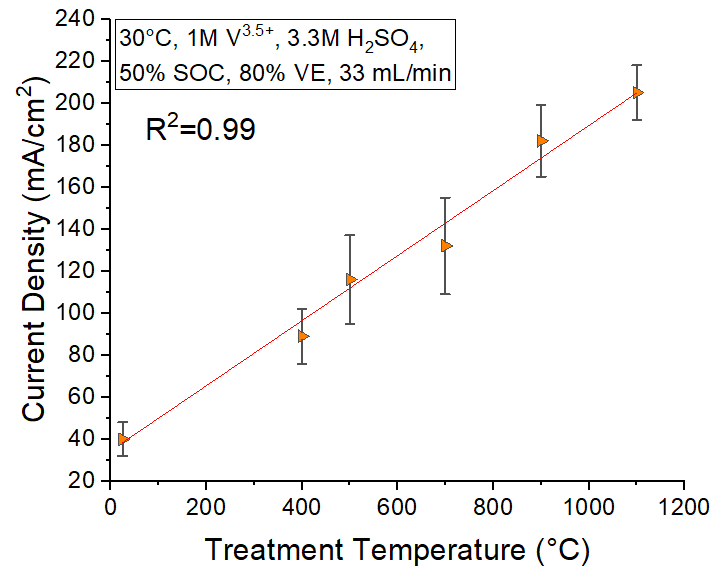 30°C, 1M V³·⁵⁺, 3.3M H₂SO₄,
50% SOC, 80% VE, 33 mL/min
R²=0.99
Current Density (mA/cm²)
240
220
200
180
160
140
120
100
80
60
40
20
0 200 400 600 800 1000 1200
Treatment Temperature (°C)